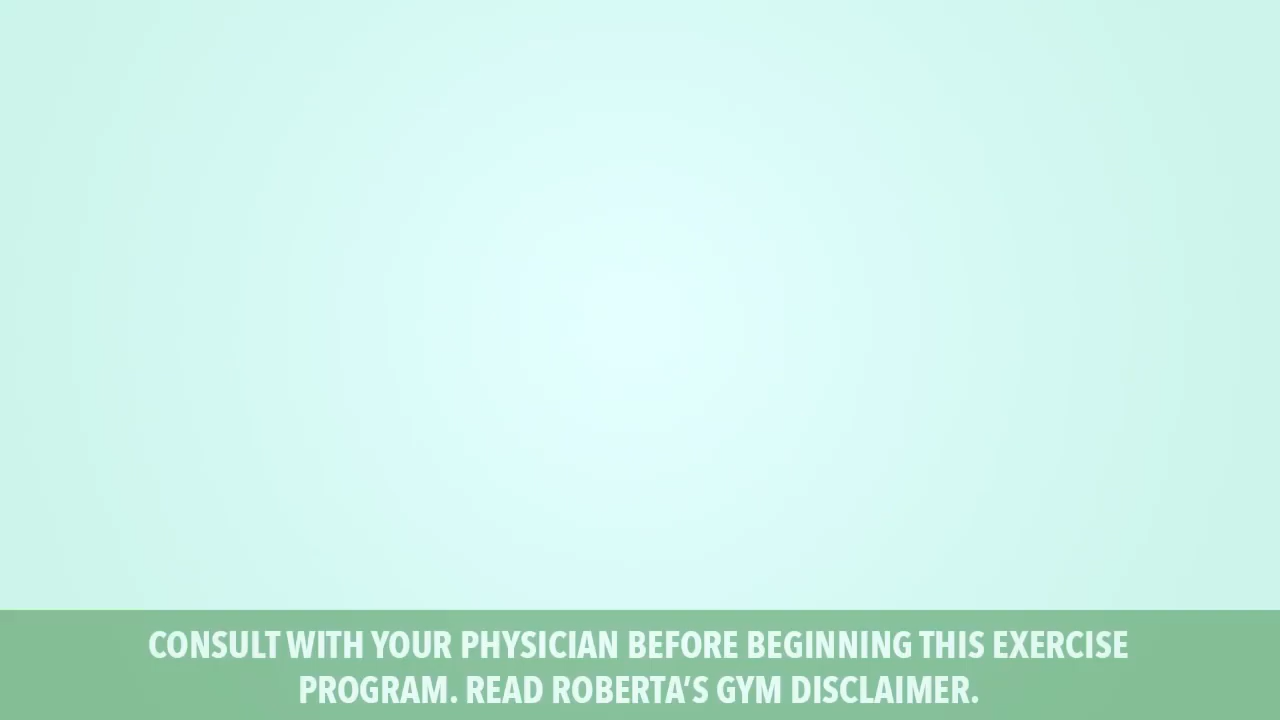 CONSULT WITH YOUR PHYSICIAN BEFORE BEGINNING THIS EXERCISE
PROGRAM. READ ROBERTA’S GYM DISCLAIMER.